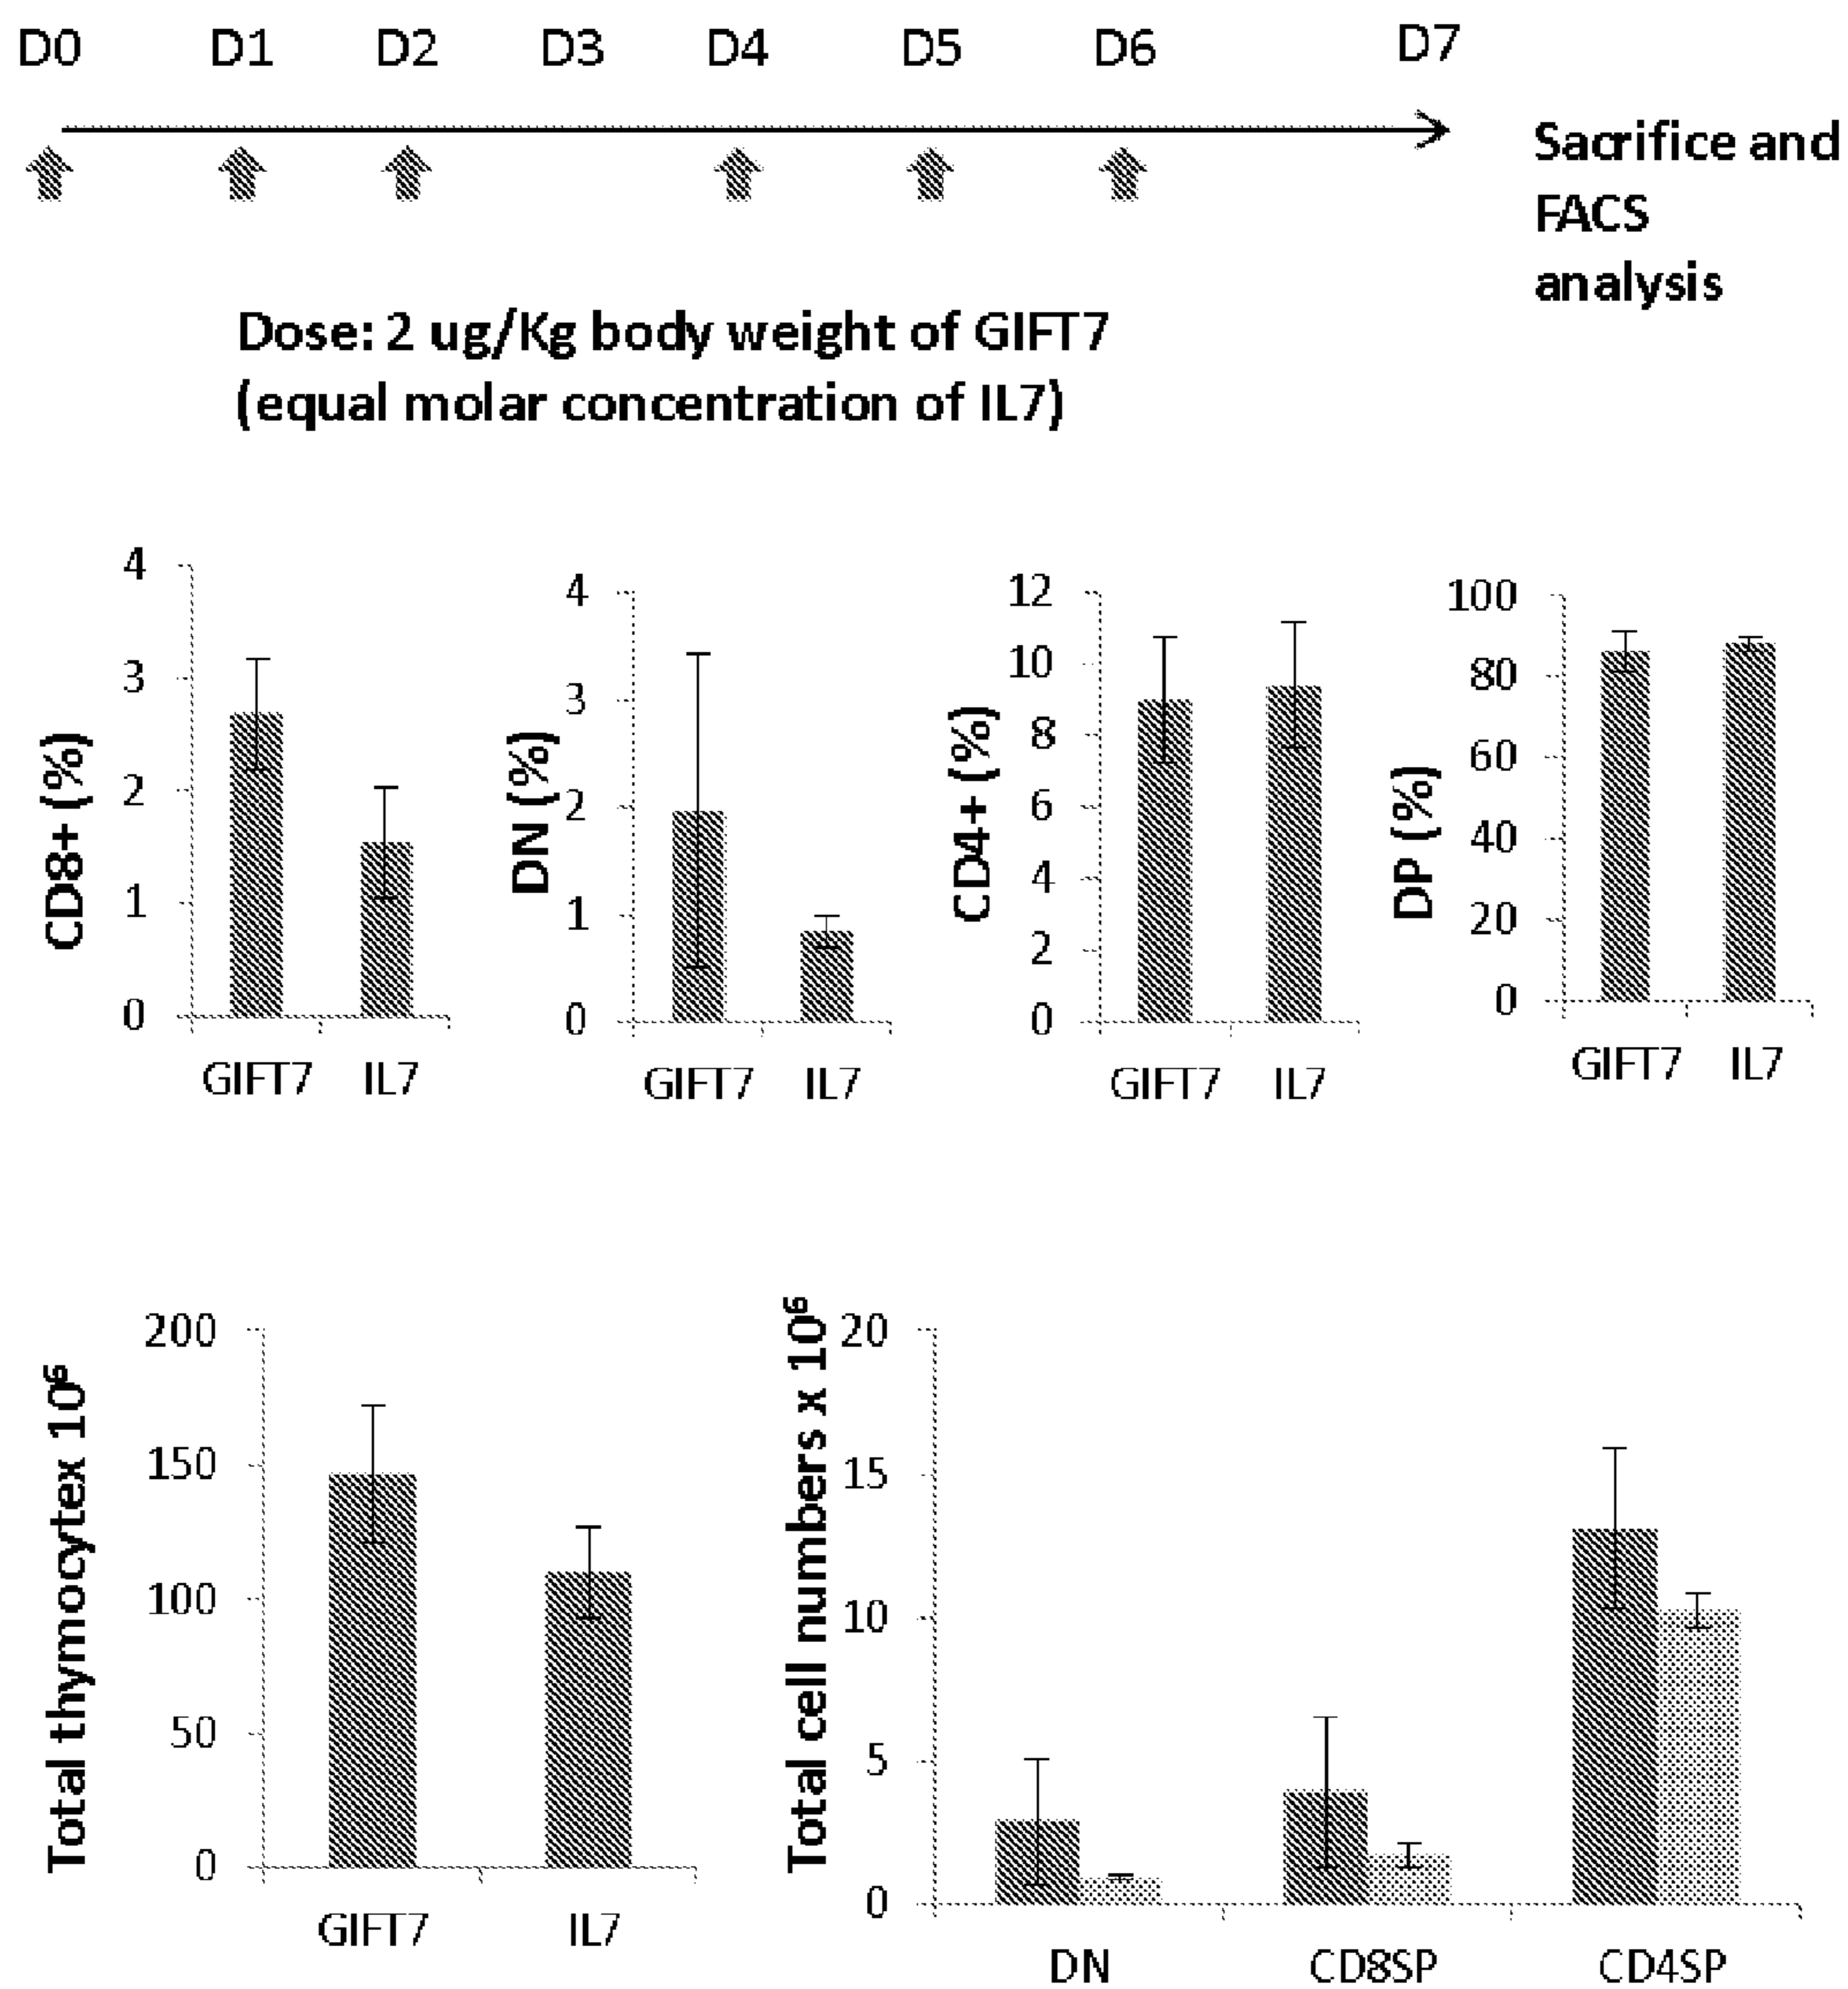 D0 D1 D2 D3 D4 D5 D6 D7
Sacrifice and
FACS
analysis
Dose: 2 ug/Kg body weight of GIFT7
(equal molar concentration of IL7)
CD8+ (%)
4
3
2
1
0
GIFT7 IL7
DN (%)
4
3
2
1
0
GIFT7 IL7
CD4+ (%)
12
10
8
6
4
2
0
GIFT7 IL7
DP (%)
100
80
60
40
20
0
GIFT7 IL7
Total thymocytex 10⁶
200
150
100
50
0
GIFT7 IL7
Total cell numbers x 10⁶
20
15
10
5
0
DN CD8SP CD4SP